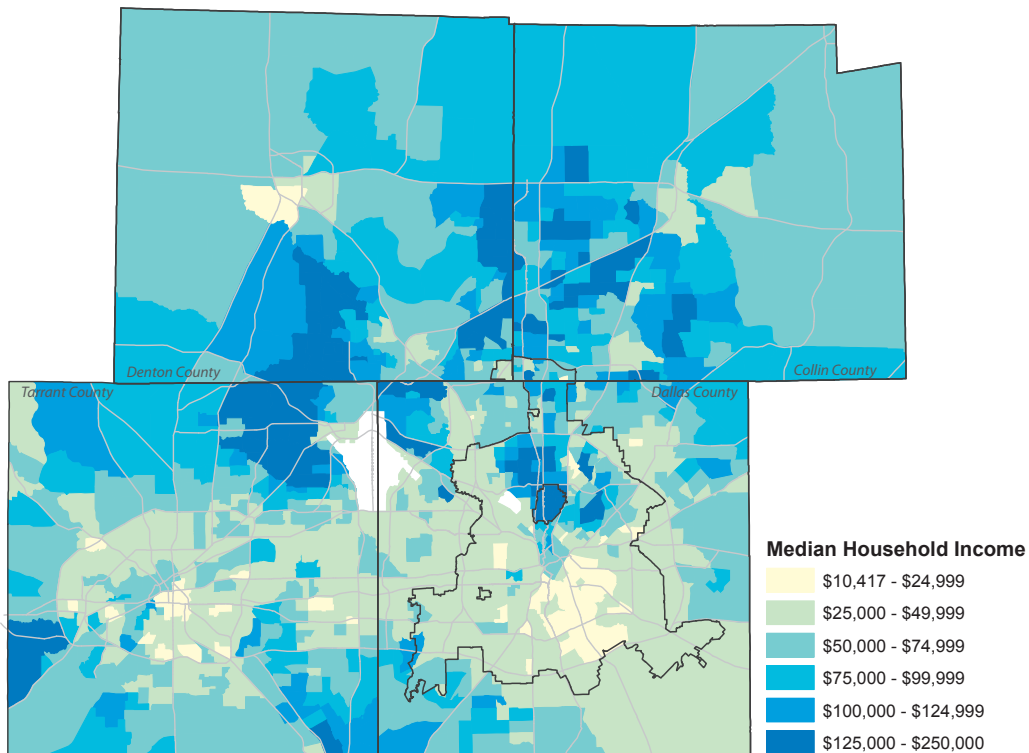 Denton County
Collin County
Tarrant County
Dallas County
Median Household Income
$10,417 - $24,999
$25,000 - $49,999
$50,000 - $74,999
$75,000 - $99,999
$100,000 - $124,999
$125,000 - $250,000